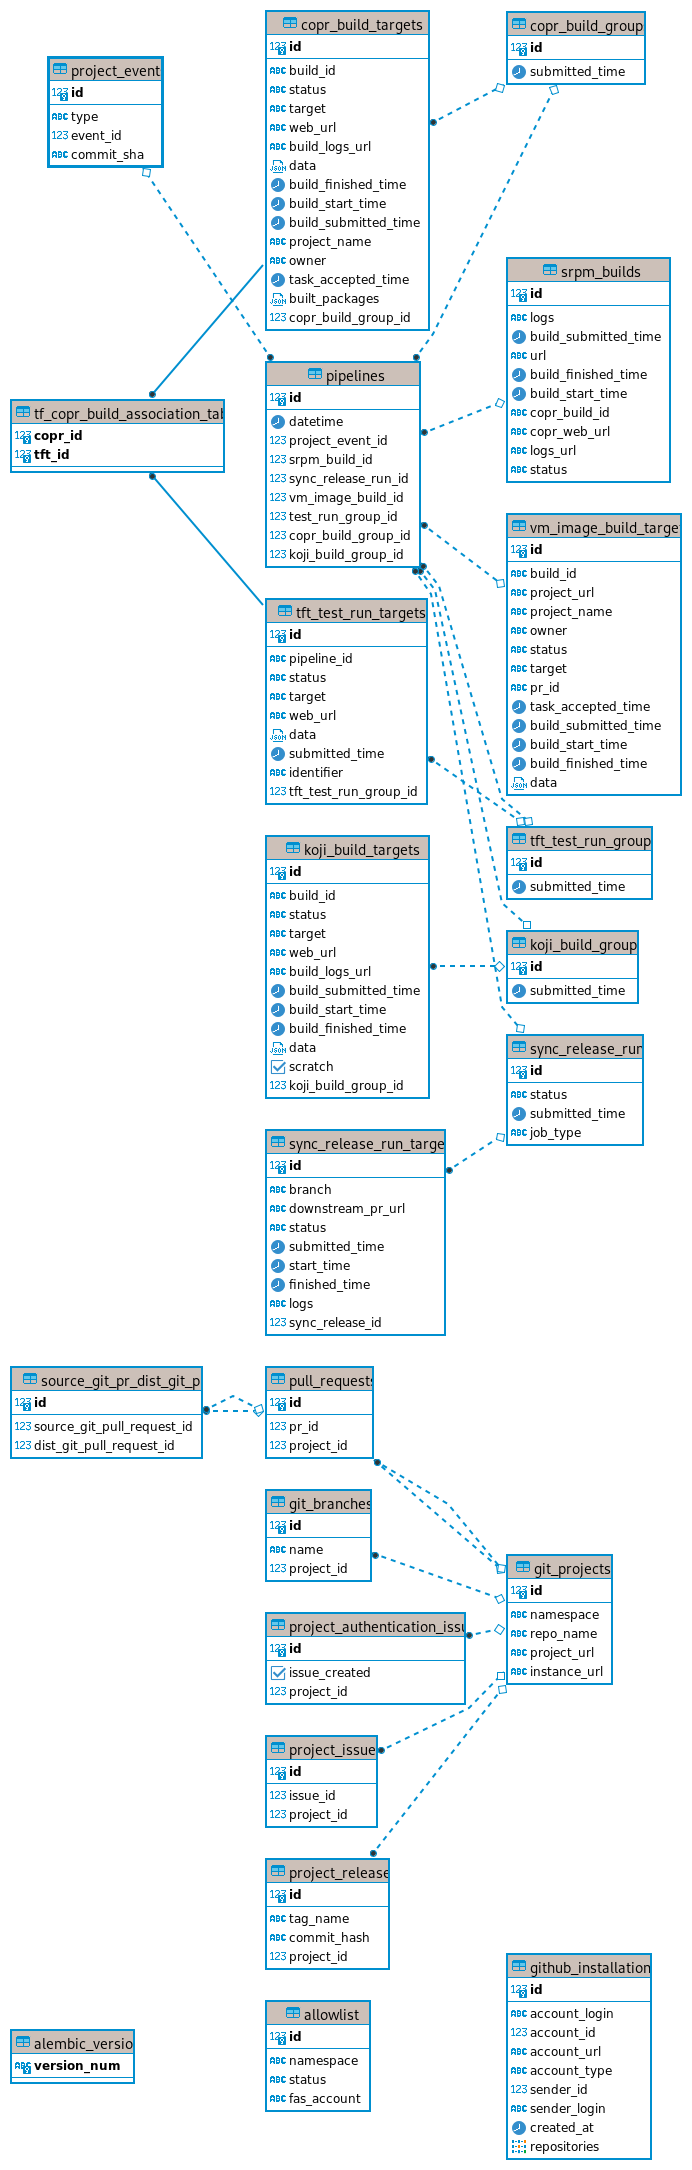 copr_build_targets
id
build_id
status
target
web_url
build_logs_url
data
build_finished_time
build_start_time
build_submitted_time
project_name
owner
task_accepted_time
built_packages
copr_build_group_id
copr_build_group
id
submitted_time
project_event
id
type
event_id
commit_sha
srpm_builds
id
logs
build_submitted_time
url
build_finished_time
build_start_time
copr_build_id
copr_web_url
logs_url
status
pipelines
id
datetime
project_event_id
srpm_build_id
sync_release_run_id
vm_image_build_id
test_run_group_id
copr_build_group_id
koji_build_group_id
tf_copr_build_association_tab
copr_id
tft_id
vm_image_build_target
id
build_id
project_url
project_name
owner
status
target
pr_id
task_accepted_time
build_submitted_time
build_start_time
build_finished_time
data
tft_test_run_targets
id
pipeline_id
status
target
web_url
data
submitted_time
identifier
tft_test_run_group_id
tft_test_run_group
id
submitted_time
koji_build_targets
id
build_id
status
target
web_url
build_logs_url
build_submitted_time
build_start_time
build_finished_time
data
scratch
koji_build_group_id
koji_build_group
id
submitted_time
sync_release_run
id
status
submitted_time
job_type
sync_release_run_targe
id
branch
downstream_pr_url
status
submitted_time
start_time
finished_time
logs
sync_release_id
source_git_pr_dist_git_p
id
source_git_pull_request_id
dist_git_pull_request_id
pull_requests
id
pr_id
project_id
git_branches
id
name
project_id
git_projects
id
namespace
repo_name
project_url
instance_url
project_authentication_issu
id
issue_created
project_id
project_issue
id
issue_id
project_id
project_release
id
tag_name
commit_hash
project_id
github_installation
id
account_login
account_id
account_url
account_type
sender_id
sender_login
created_at
repositories
allowlist
id
namespace
status
fas_account
alembic_versio
version_num